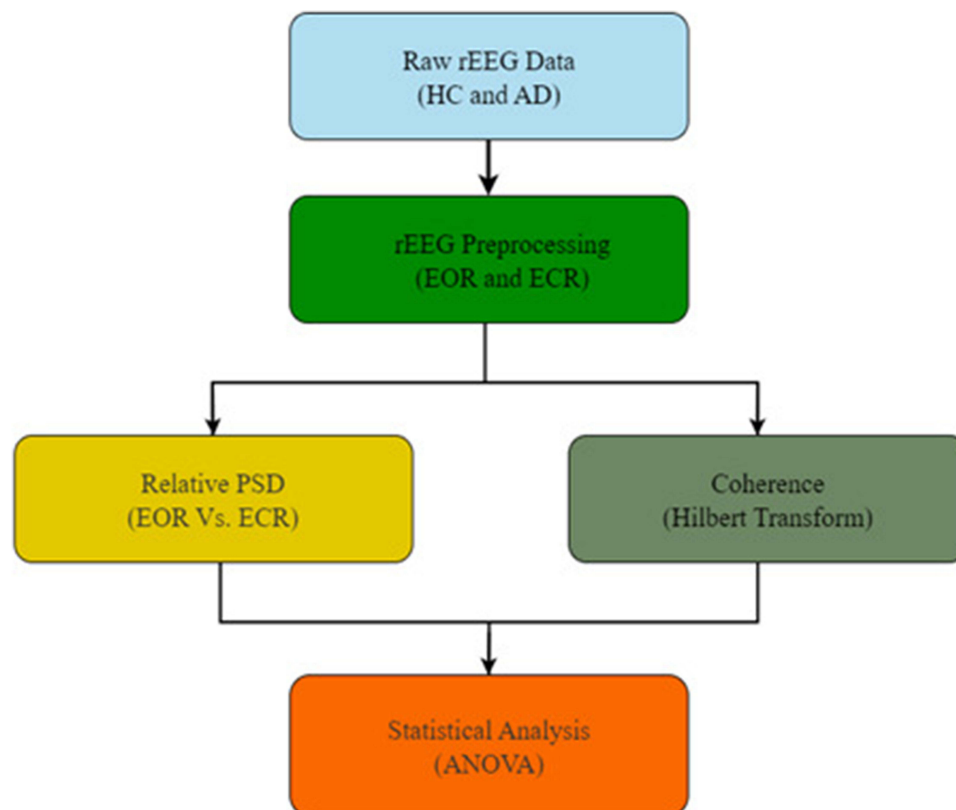 Raw rEEG Data
(HC and AD)
rEEG Preprocessing
(EOR and ECR)
Relative PSD
(EOR Vs. ECR)
Coherence
(Hilbert Transform)
Statistical Analysis
(ANOVA)